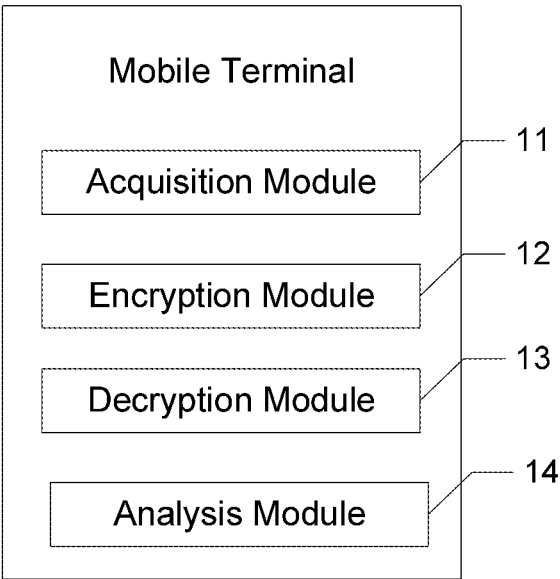 Mobile Terminal
11
Acquisition Module
12
Encryption Module
13
Decryption Module
14
Analysis Module